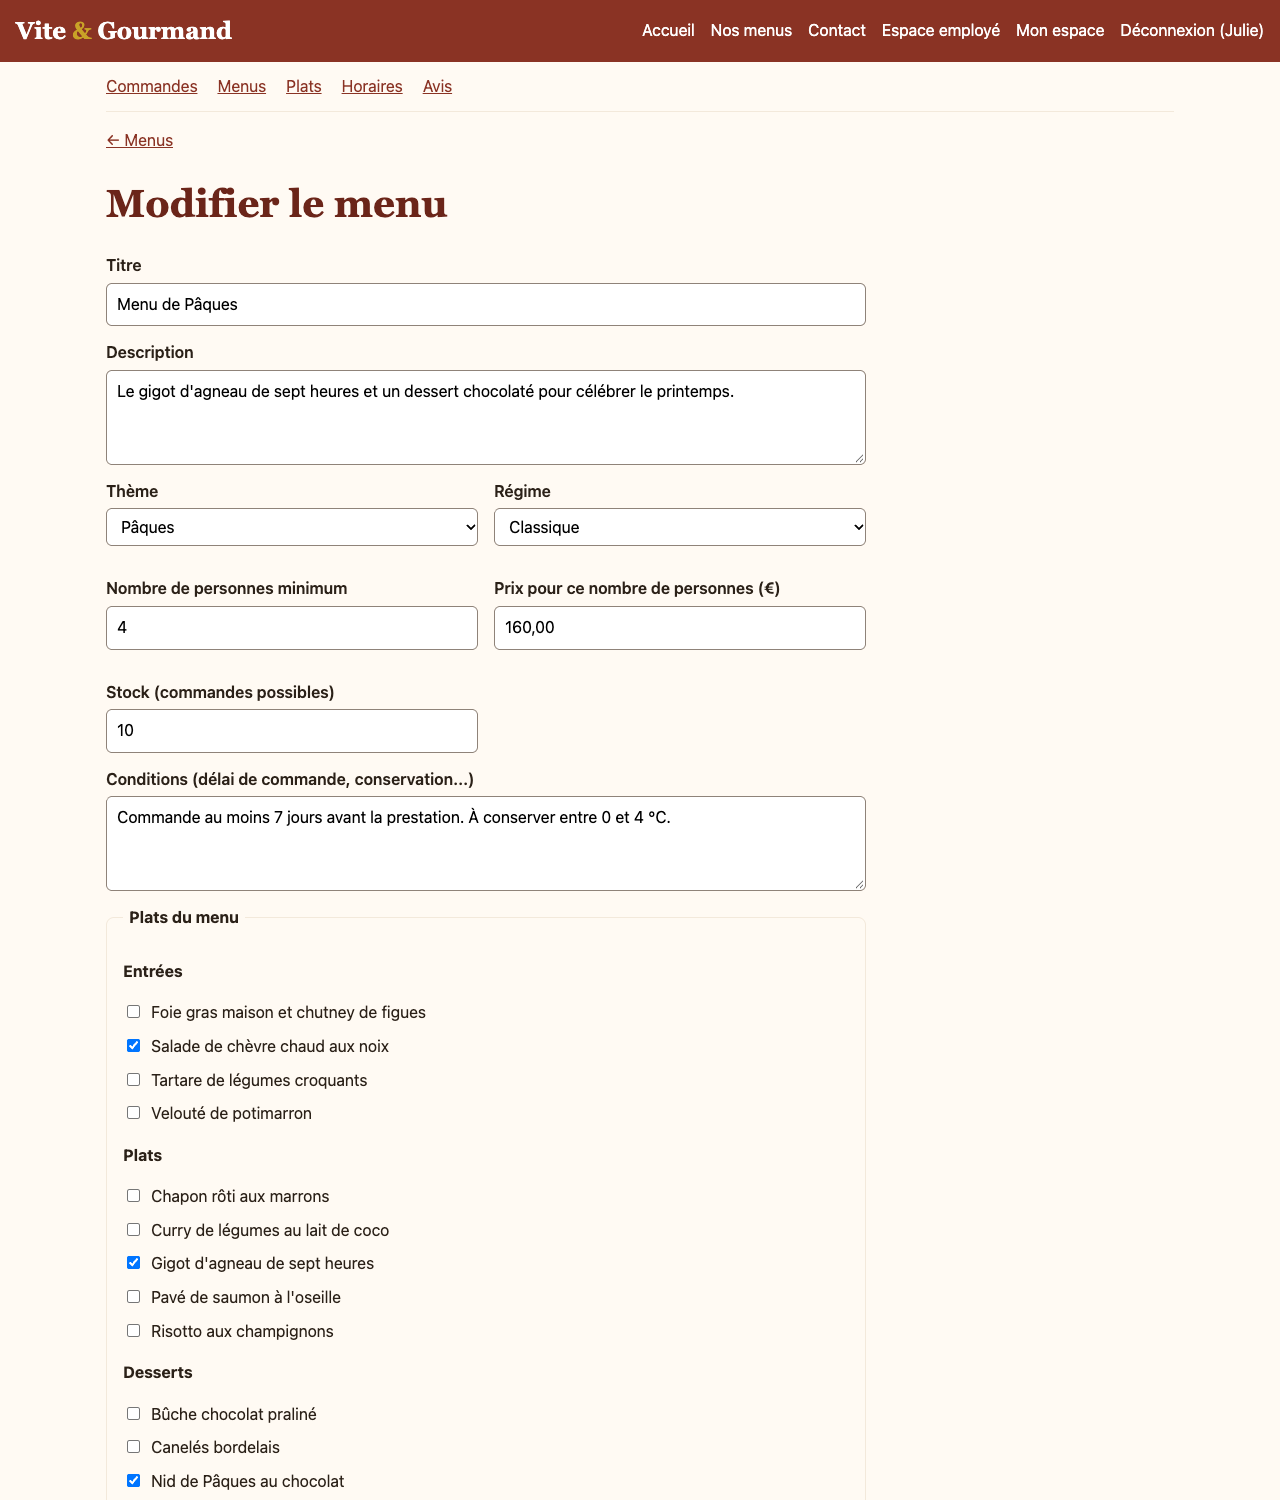 Vite & Gourmand
Accueil Nos menus Contact Espace employé Mon espace Déconnexion (Julie)
Commandes Menus Plats Horaires Avis
← Menus
Modifier le menu
Titre
Menu de Pâques
Description
Le gigot d'agneau de sept heures et un dessert chocolaté pour célébrer le printemps.
Thème Régime
Pâques Classique
Nombre de personnes minimum Prix pour ce nombre de personnes (€)
4 160,00
Stock (commandes possibles)
10
Conditions (délai de commande, conservation…)
Commande au moins 7 jours avant la prestation. À conserver entre 0 et 4 °C.
Plats du menu
Entrées
Foie gras maison et chutney de figues
Salade de chèvre chaud aux noix
Tartare de légumes croquants
Velouté de potimarron
Plats
Chapon rôti aux marrons
Curry de légumes au lait de coco
Gigot d'agneau de sept heures
Pavé de saumon à l'oseille
Risotto aux champignons
Desserts
Bûche chocolat praliné
Canelés bordelais
Nid de Pâques au chocolat